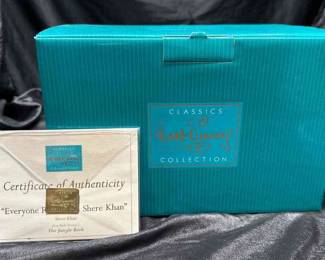 CLASSICS
Walt Disney
COLLECTION
Certificate of Authenticity
"Everyone Shere Khan"
Shere Khan
The Jungle Book